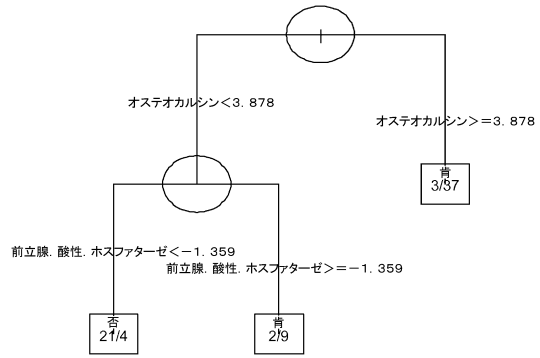 オステオカルシン<3．878
オステオカルシン>=3．878
肯
3/37
前立腺．酸性．ホスファターゼ<-1．359
前立腺．酸性．ホスファターゼ>=-1．359
否
21/4
肯
2/9